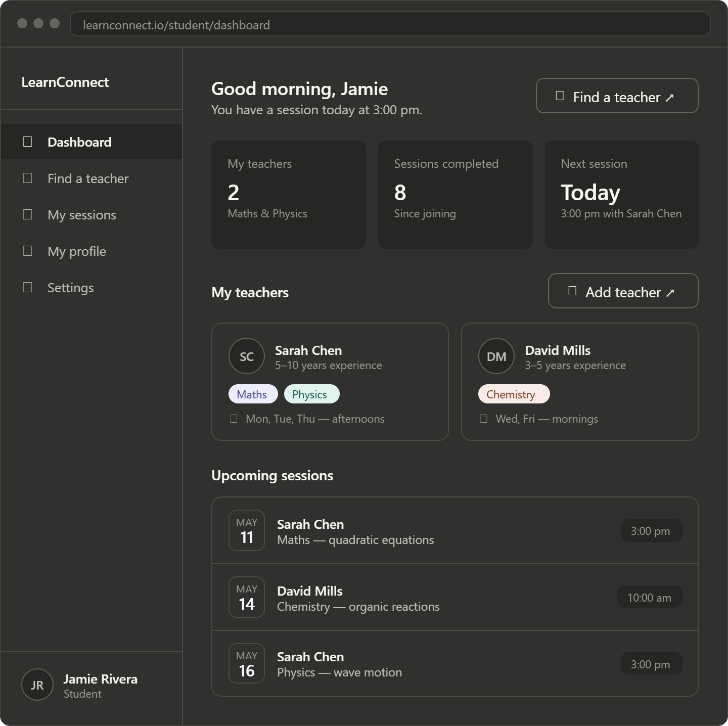 learnconnect.io/student/dashboard
LearnConnect
Dashboard
Find a teacher
My sessions
My profile
Settings
Jamie Rivera
JR
Student
Good morning, Jamie
You have a session today at 3:00 pm.
Find a teacher ↗
My teachers
2
Maths & Physics
Sessions completed
8
Since joining
Next session
Today
3:00 pm with Sarah Chen
My teachers
Add teacher ↗
SC
Sarah Chen
5–10 years experience
Maths
Physics
Mon, Tue, Thu — afternoons
DM
David Mills
3–5 years experience
Chemistry
Wed, Fri — mornings
Upcoming sessions
MAY
11
Sarah Chen
Maths — quadratic equations
3:00 pm
MAY
14
David Mills
Chemistry — organic reactions
10:00 am
MAY
16
Sarah Chen
Physics — wave motion
3:00 pm